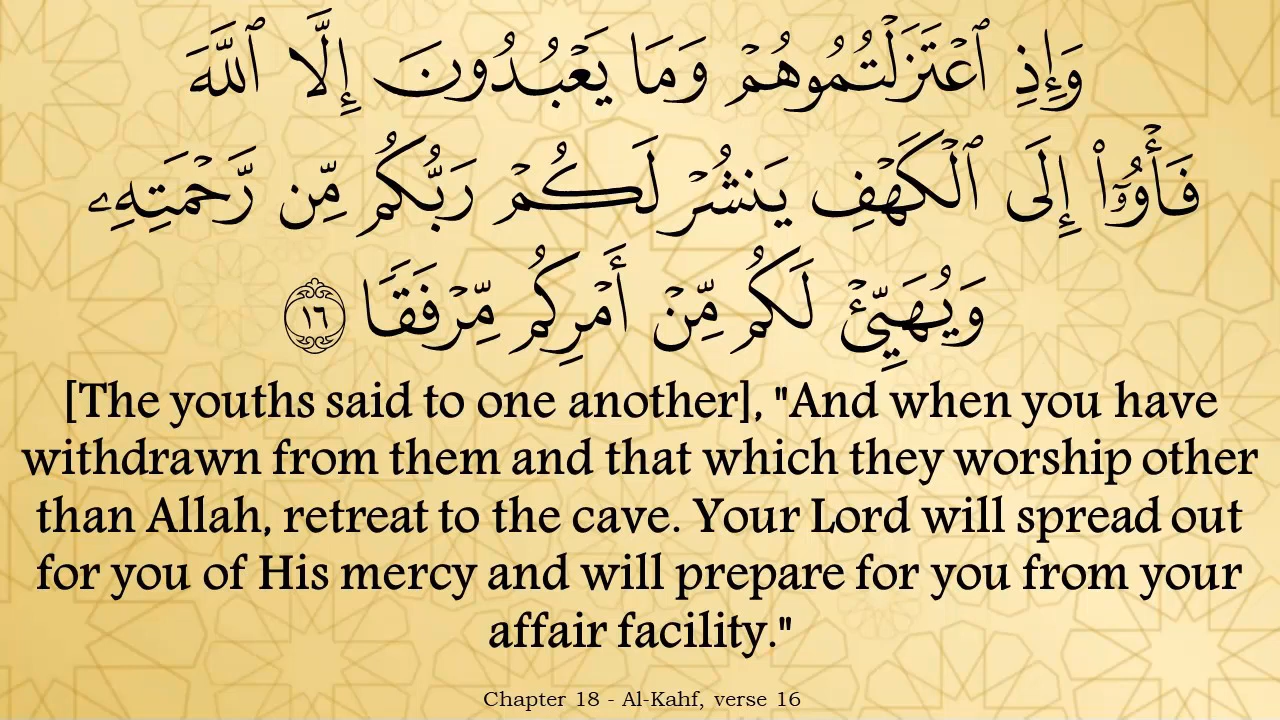 وَإِذِ ٱعْتَزَلْتُمُوهُمْ وَمَا يَعْبُدُونَ إِلَّا ٱللَّهَ
فَأْوُۥٓا۟ إِلَى ٱلْكَهْفِ يَنشُرْ لَكُمْ رَبُّكُم مِّن رَّحْمَتِهِۦ
وَيُهَيِّئْ لَكُم مِّنْ أَمْرِكُم مِّرْفَقًا ١٦
[The youths said to one another], "And when you have
withdrawn from them and that which they worship other
than Allah, retreat to the cave. Your Lord will spread out
for you of His mercy and will prepare for you from your
affair facility."
Chapter 18 - Al-Kahf, verse 16